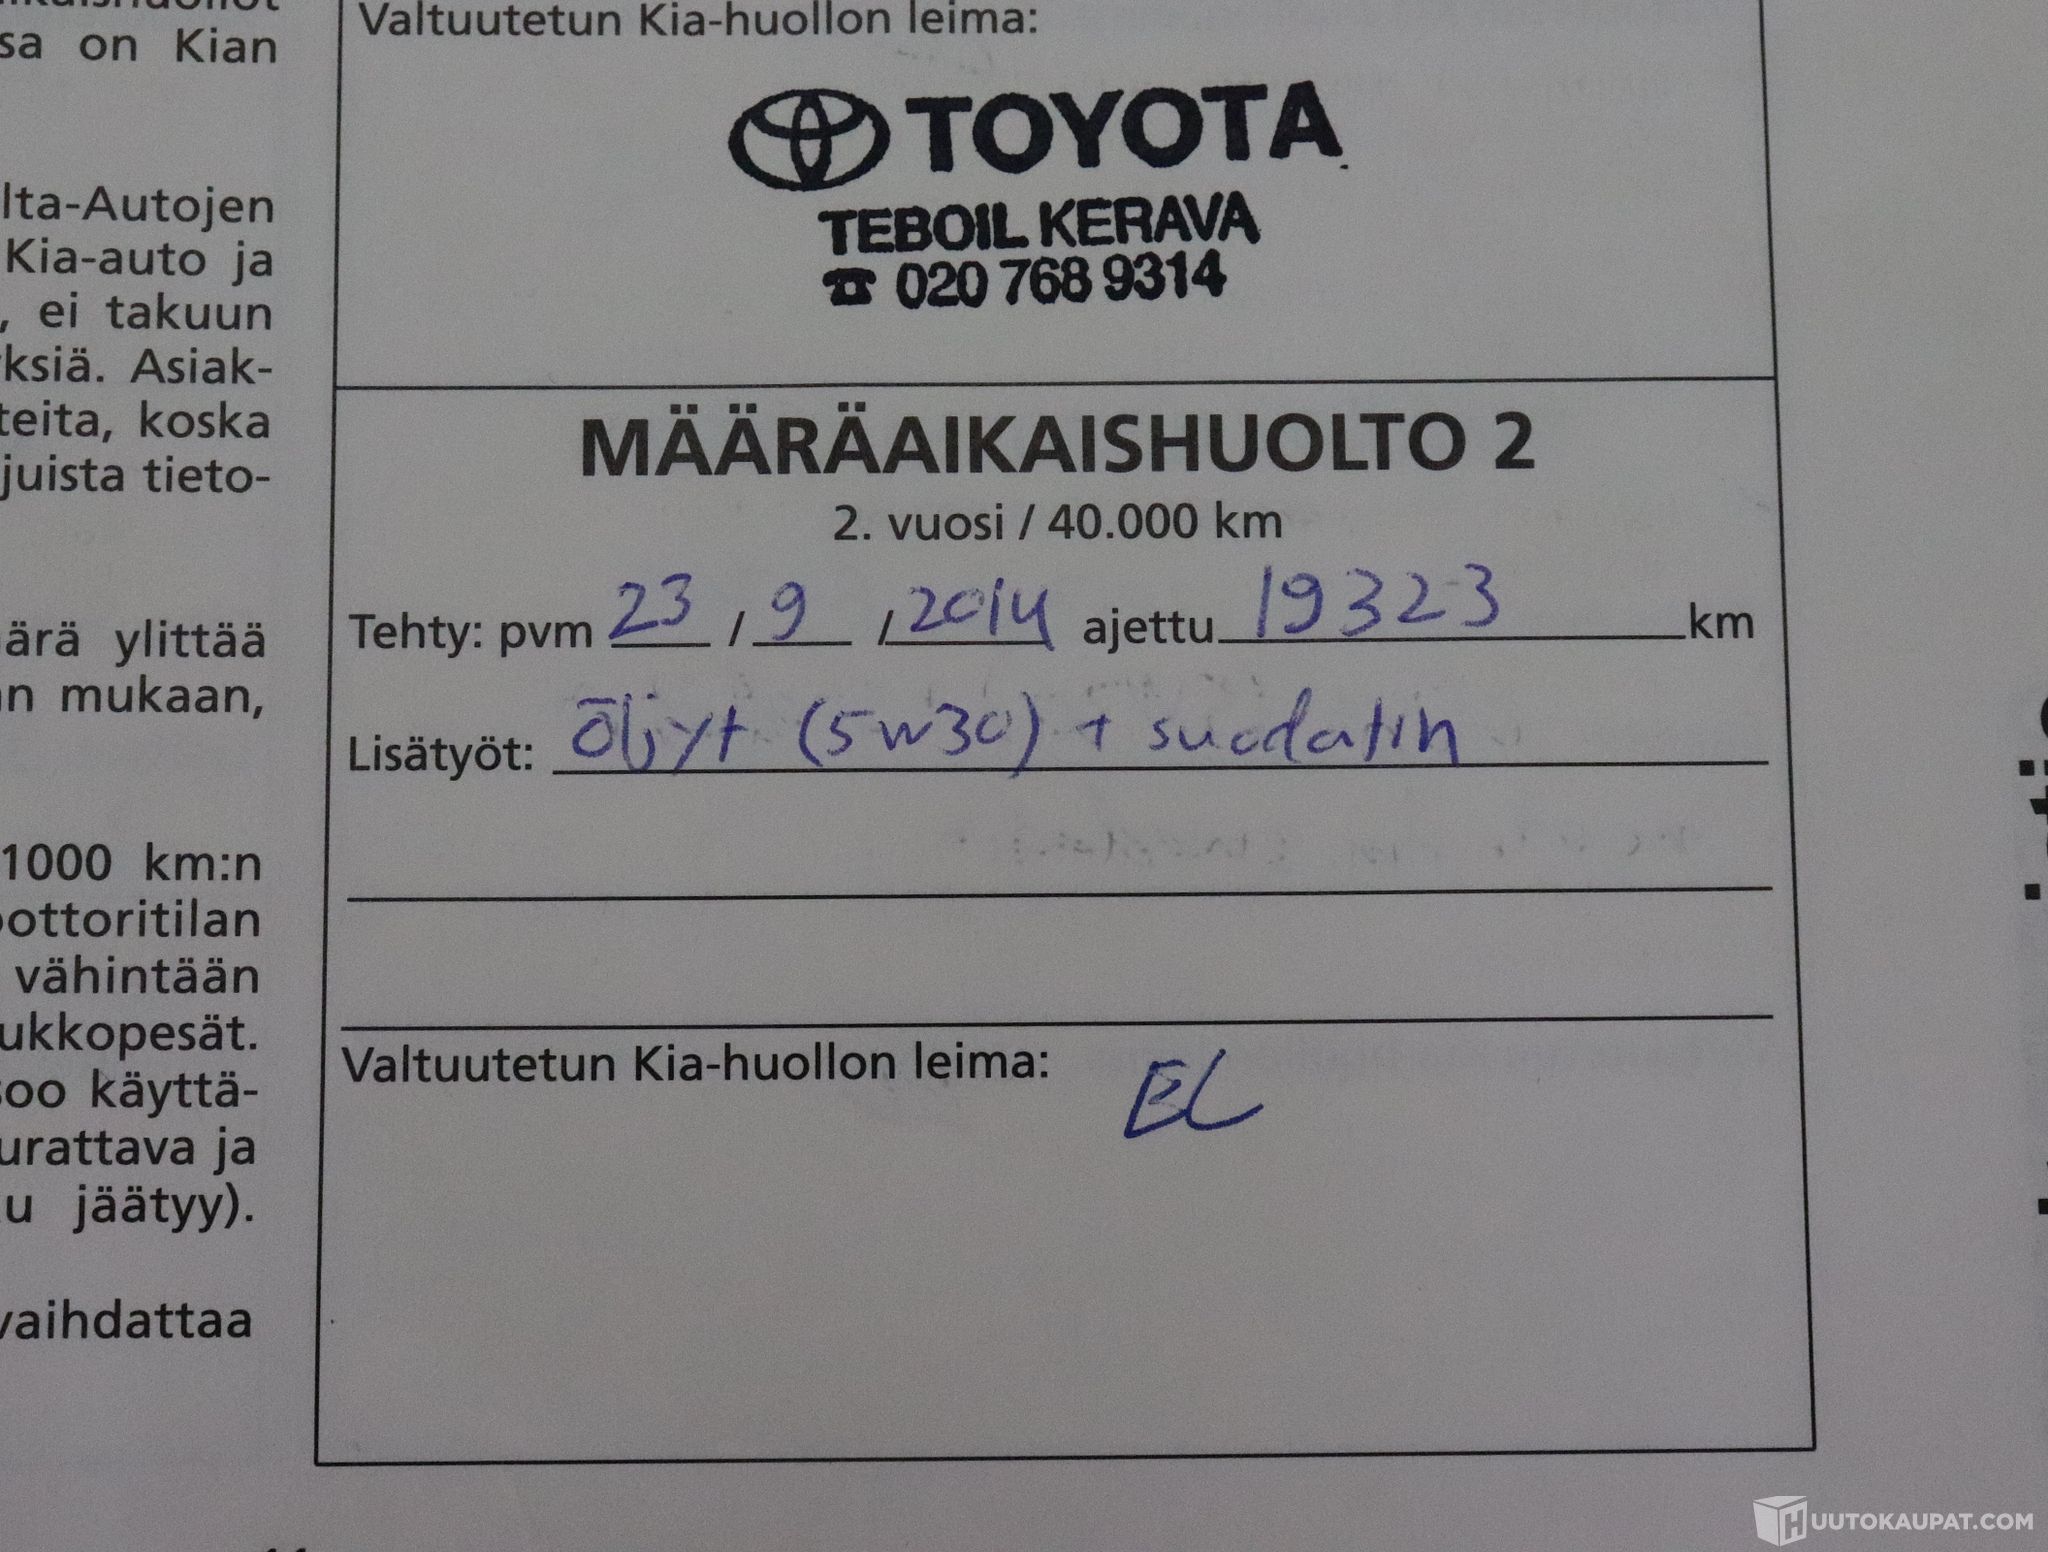 sa on Kian
lta-Autojen
Kia-auto ja
, ei takuun
ksiä. Asiak-
teita, koska
juista tieto-
ärä ylittää
n mukaan,
1000 km:n
ottoritilan
vähintään
ukkopesät.
soo käyttä-
urattava ja
u jäätyy).
vaihdattaa
Valtuutetun Kia-huollon leima:
TOYOTA
TEBOIL KERAVA
☎ 020 768 9314
MÄÄRÄAIKAISHUOLTO 2
2. vuosi / 40.000 km
Tehty: pvm 23 / 9 / 2014 ajettu 19323 km
Lisätyöt: Öljyt (5w30) + suodatin
Valtuutetun Kia-huollon leima: EL
HUUTOKAUPAT.COM